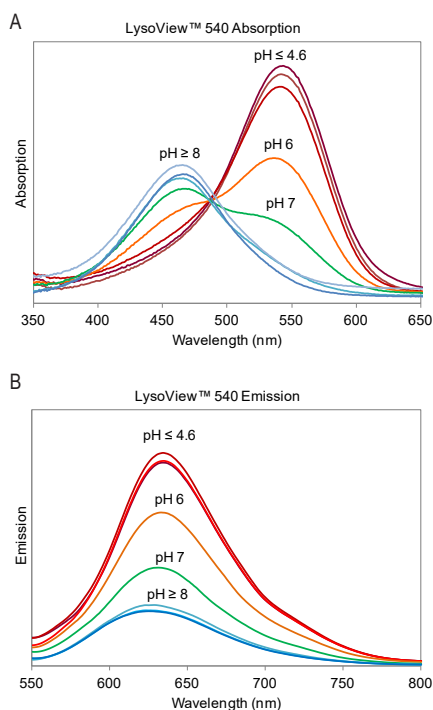 A
LysoView™ 540 Absorption
pH ≤ 4.6
pH ≥ 8
pH 6
pH 7
Absorption
350 400 450 500 550 600 650
Wavelength (nm)
B
LysoView™ 540 Emission
pH ≤ 4.6
pH 6
pH 7
pH ≥ 8
Emission
550 600 650 700 750 800
Wavelength (nm)